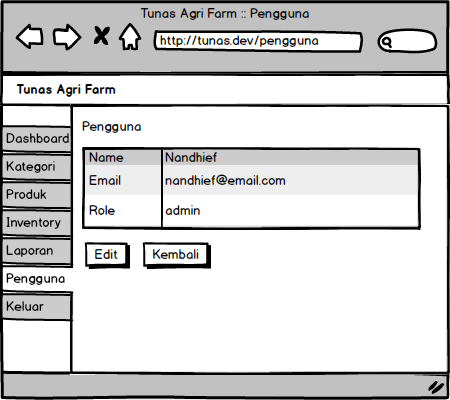 Tunas Agri Farm :: Pengguna
http://tunas.dev/pengguna
Tunas Agri Farm
Dashboard
Kategori
Produk
Inventory
Laporan
Pengguna
Keluar
Pengguna
Name Nandhief
Email nandhief@email.com
Role admin
Edit Kembali